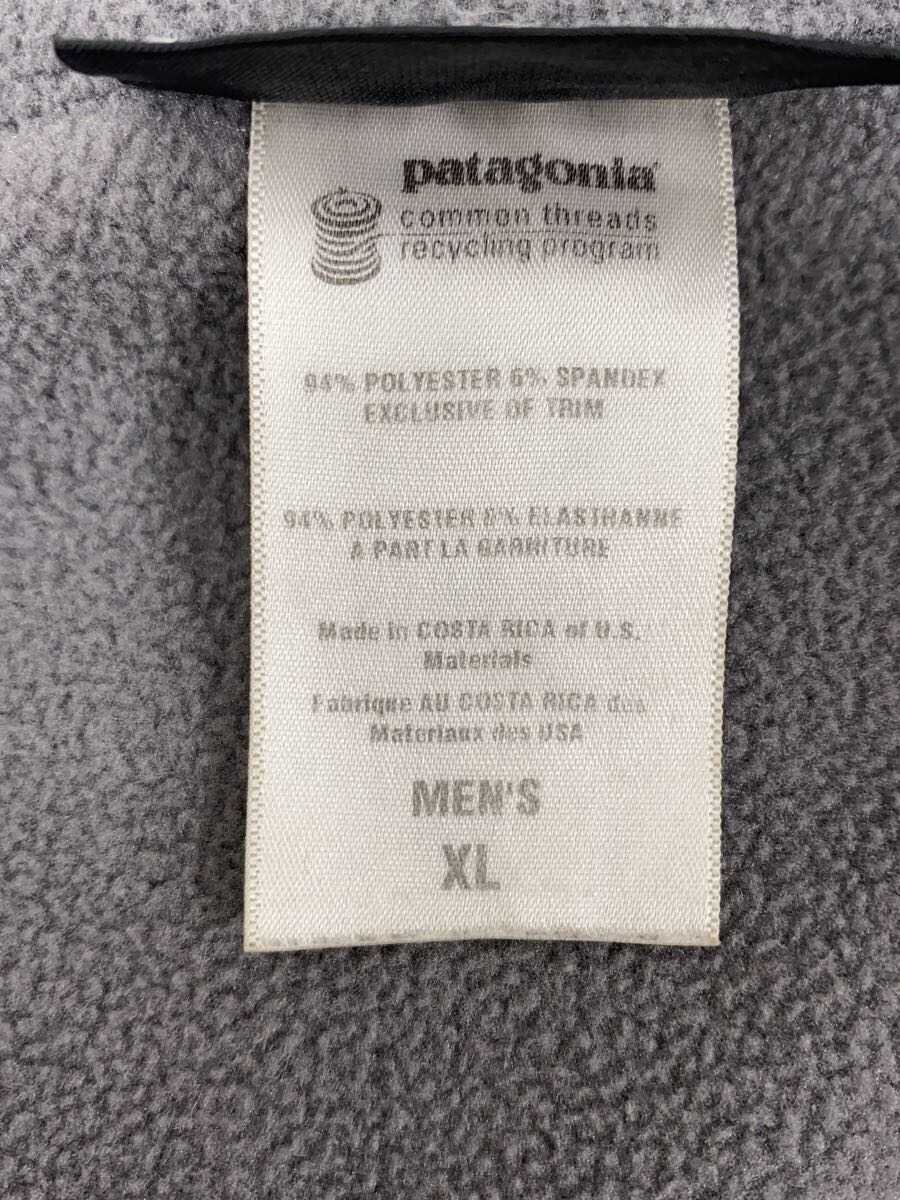 patagonia
common threads
recycling program
94% POLYESTER 6% SPANDEX
EXCLUSIVE OF TRIM
94% POLYESTER 6% ELASTHANNE
A PART LA GARNITURE
Made in COSTA RICA of U.S.
Materials
Fabrique AU COSTA RICA des
Materiaux des USA
MEN'S
XL